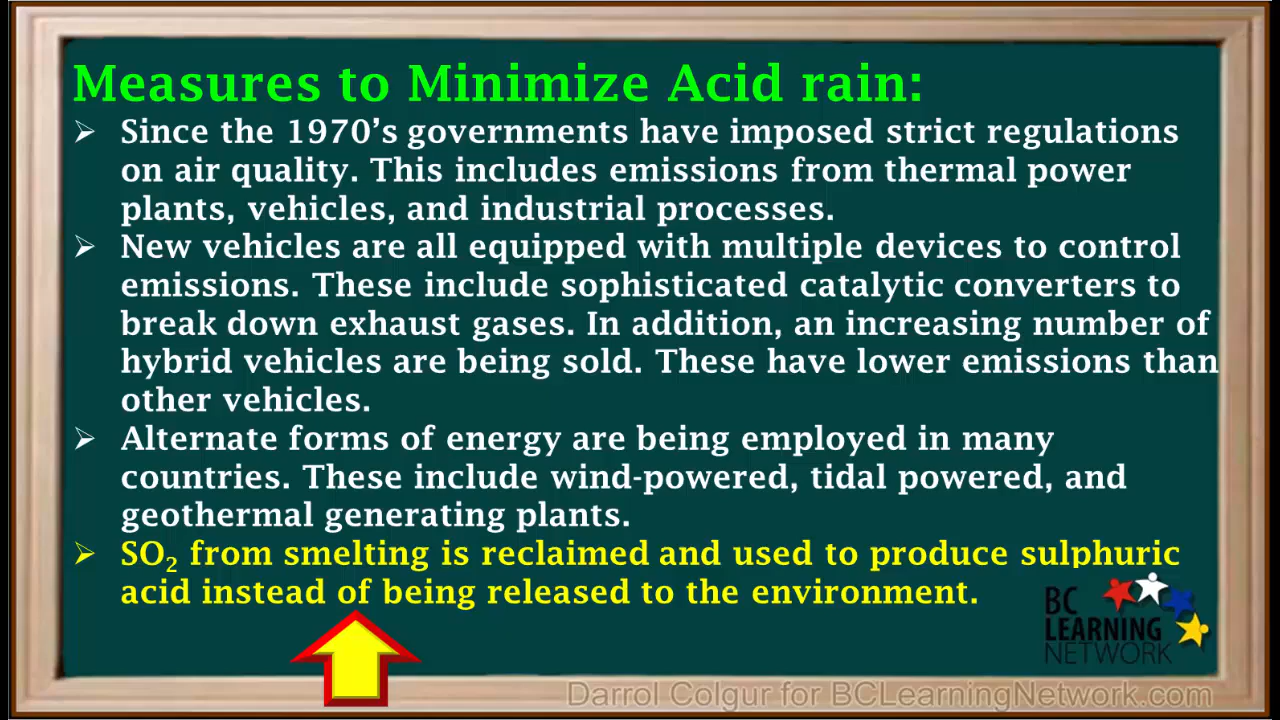 Measures to Minimize Acid rain:
➢ Since the 1970’s governments have imposed strict regulations
on air quality. This includes emissions from thermal power
plants, vehicles, and industrial processes.
➢ New vehicles are all equipped with multiple devices to control
emissions. These include sophisticated catalytic converters to
break down exhaust gases. In addition, an increasing number of
hybrid vehicles are being sold. These have lower emissions than
other vehicles.
➢ Alternate forms of energy are being employed in many
countries. These include wind-powered, tidal powered, and
geothermal generating plants.
➢ SO₂ from smelting is reclaimed and used to produce sulphuric
acid instead of being released to the environment.
BC
LEARNING
NETWORK
Darrol Colgur for BCLearningNetwork.com